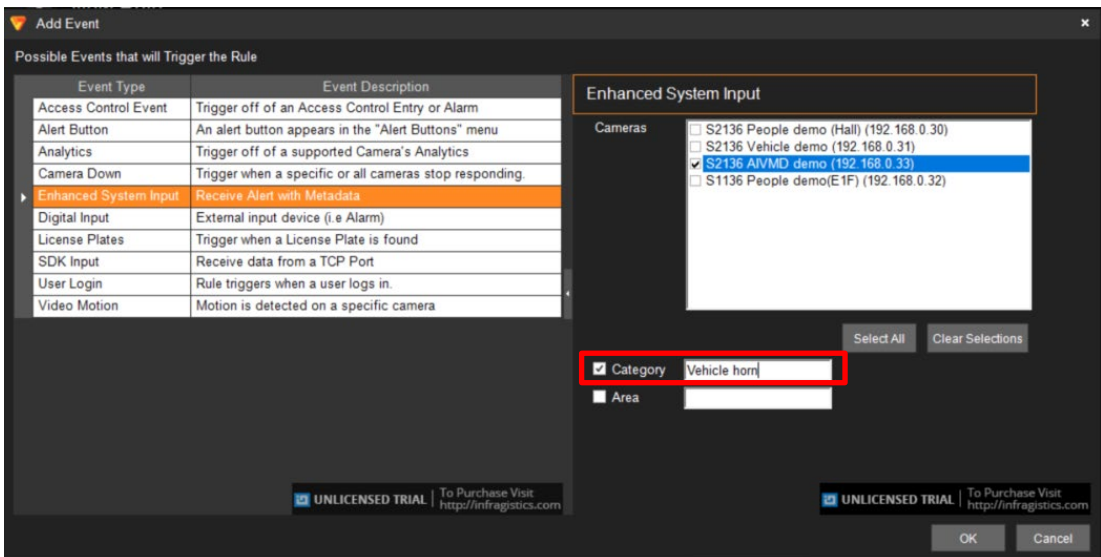 Add Event
Possible Events that will Trigger the Rule
Event Type Event Description
Access Control Event Trigger off of an Access Control Entry or Alarm
Alert Button An alert button appears in the "Alert Buttons" menu
Analytics Trigger off of a supported Camera's Analytics
Camera Down Trigger when a specific or all cameras stop responding.
Enhanced System Input Receive Alert with Metadata
Digital Input External input device (i.e Alarm)
License Plates Trigger when a License Plate is found
SDK Input Receive data from a TCP Port
User Login Rule triggers when a user logs in.
Video Motion Motion is detected on a specific camera
UNLICENSED TRIAL To Purchase Visit
http://infragistics.com
Enhanced System Input
Cameras
S2136 People demo (Hall) (192.168.0.30)
S2136 Vehicle demo (192.168.0.31)
S2136 AIVMD demo (192.168.0.33)
S1136 People demo(E1F) (192.168.0.32)
Select All Clear Selections
Category Vehicle horn
Area
UNLICENSED TRIAL To Purchase Visit
http://infragistics.com
OK Cancel